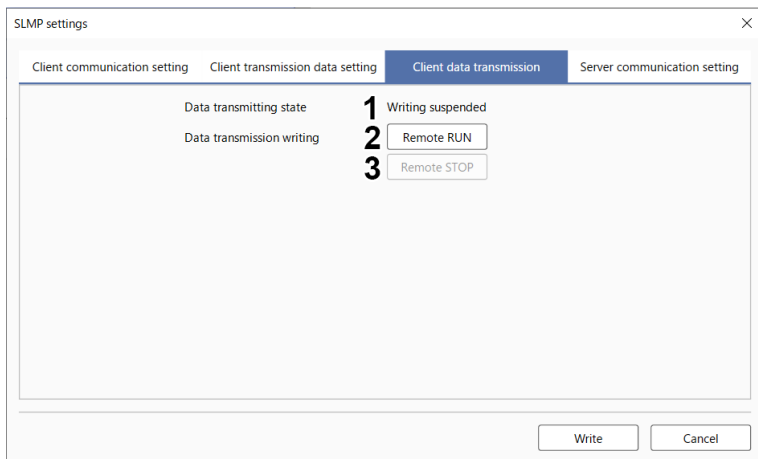 SLMP settings
Client communication setting Client transmission data setting Client data transmission Server communication setting
Data transmitting state 1 Writing suspended
Data transmission writing 2 Remote RUN
3 Remote STOP
Write Cancel